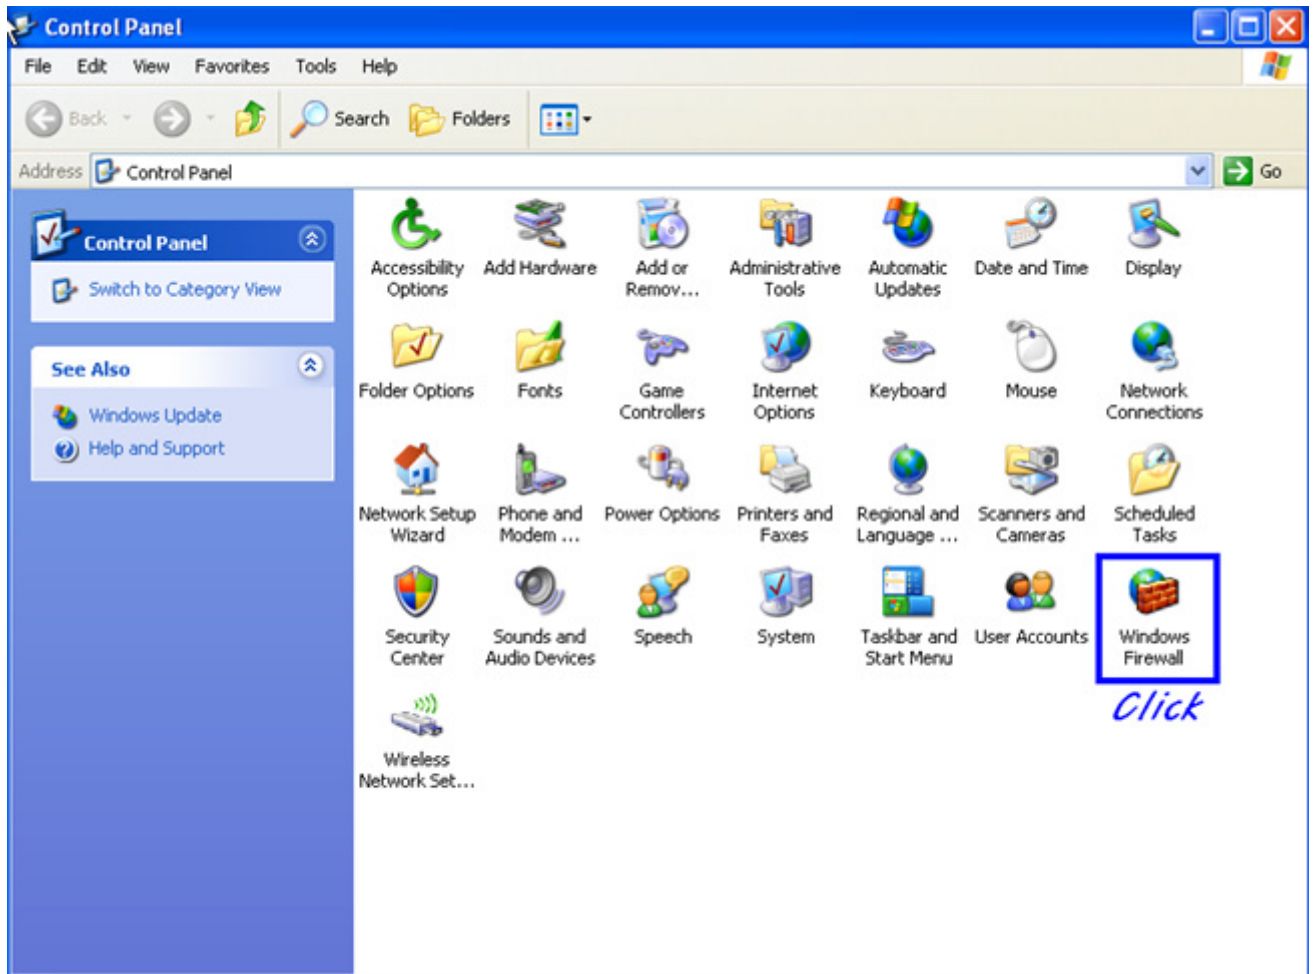 Control Panel
File Edit View Favorites Tools Help
Back Search Folders
Address Control Panel Go
Control Panel
Switch to Category View
See Also
Windows Update
Help and Support
Accessibility Options
Add Hardware
Add or Remov...
Administrative Tools
Automatic Updates
Date and Time
Display
Folder Options
Fonts
Game Controllers
Internet Options
Keyboard
Mouse
Network Connections
Network Setup Wizard
Phone and Modem ...
Power Options
Printers and Faxes
Regional and Language ...
Scanners and Cameras
Scheduled Tasks
Security Center
Sounds and Audio Devices
Speech
System
Taskbar and Start Menu
User Accounts
Windows Firewall
Click
Wireless Network Set...